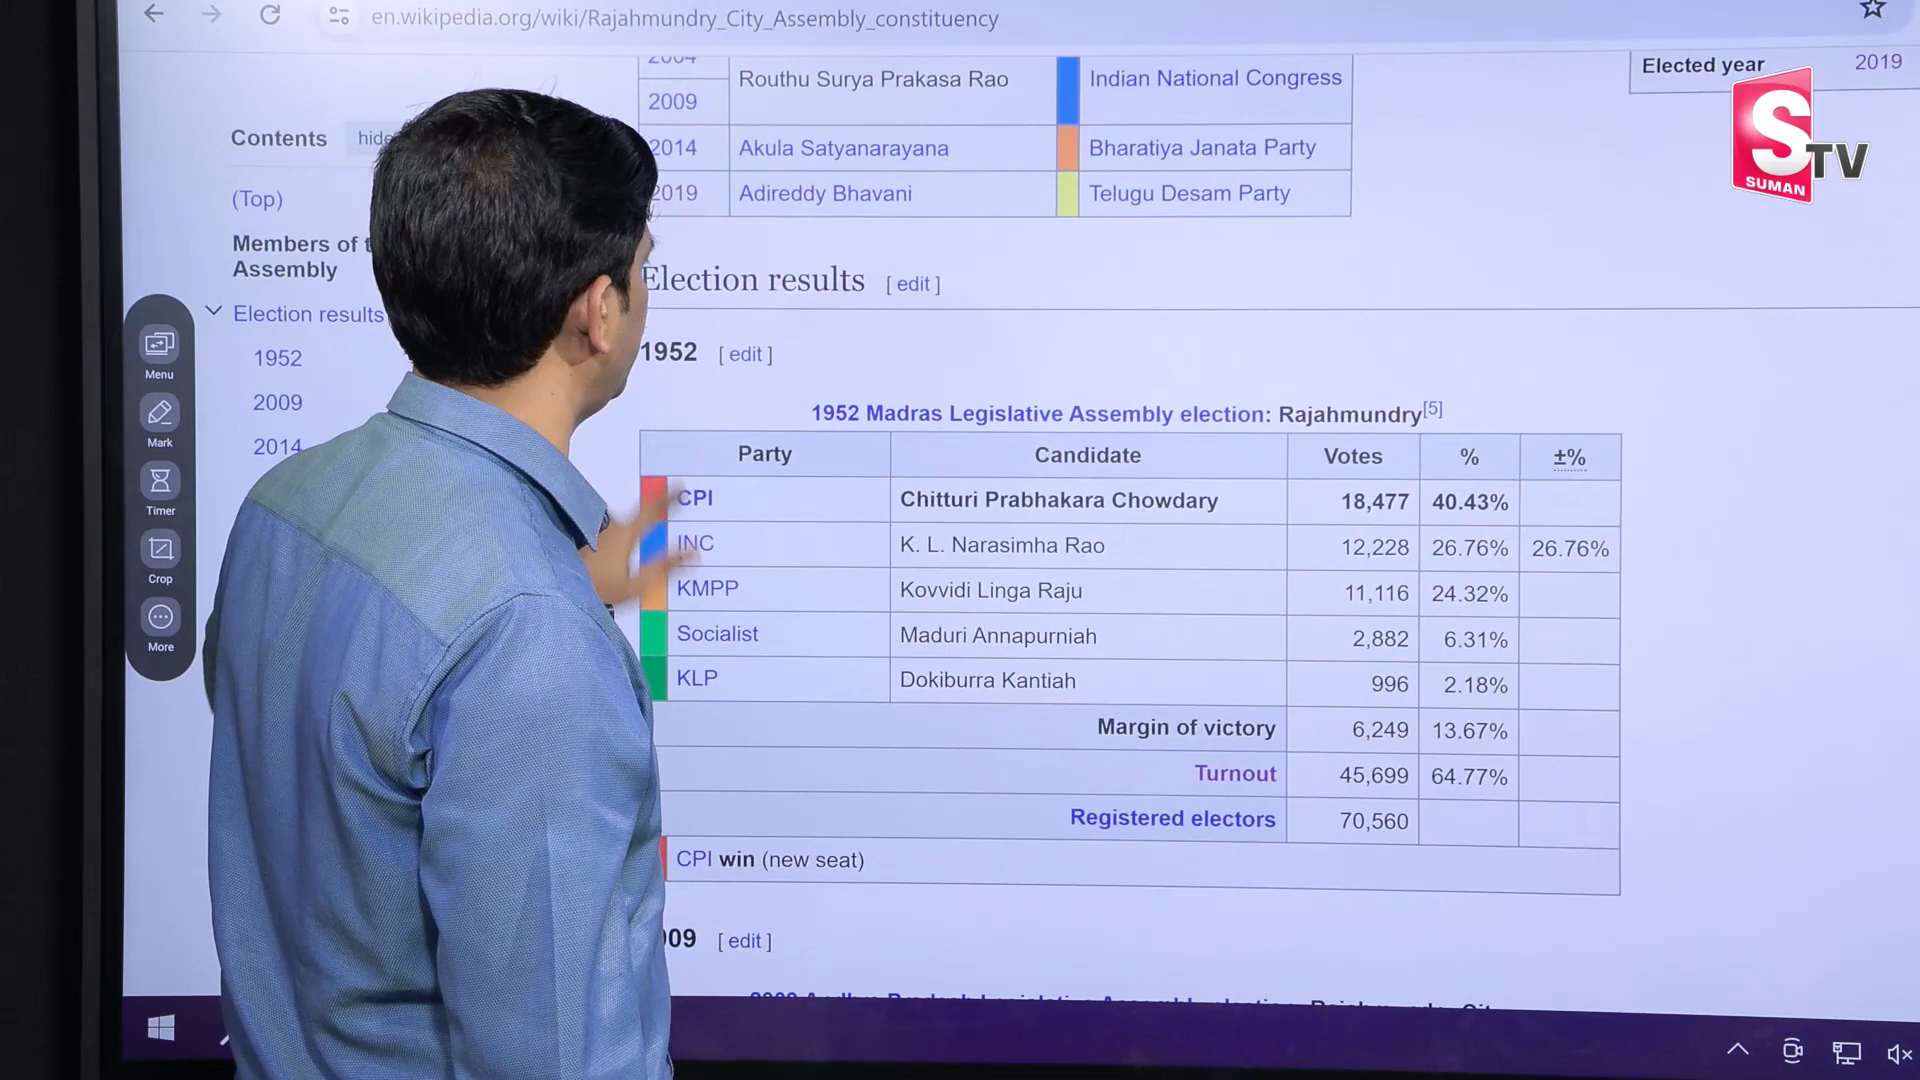 en.wikipedia.org/wiki/Rajahmundry_City_Assembly_constituency
2004
Routhu Surya Prakasa Rao
Indian National Congress
2009
2014 Akula Satyanarayana Bharatiya Janata Party
2019 Adireddy Bhavani Telugu Desam Party
Elected year 2019
S TV
SUMAN
Contents hide
(Top)
Members of
Assembly
Election results
1952
2009
2014
Menu
Mark
Timer
Crop
More
Election results [ edit ]
1952 [ edit ]
1952 Madras Legislative Assembly election: Rajahmundry[5]
Party Candidate Votes % ±%
CPI Chitturi Prabhakara Chowdary 18,477 40.43%
INC K. L. Narasimha Rao 12,228 26.76% 26.76%
KMPP Kovvidi Linga Raju 11,116 24.32%
Socialist Maduri Annapurniah 2,882 6.31%
KLP Dokiburra Kantiah 996 2.18%
Margin of victory 6,249 13.67%
Turnout 45,699 64.77%
Registered electors 70,560
CPI win (new seat)
009 [ edit ]